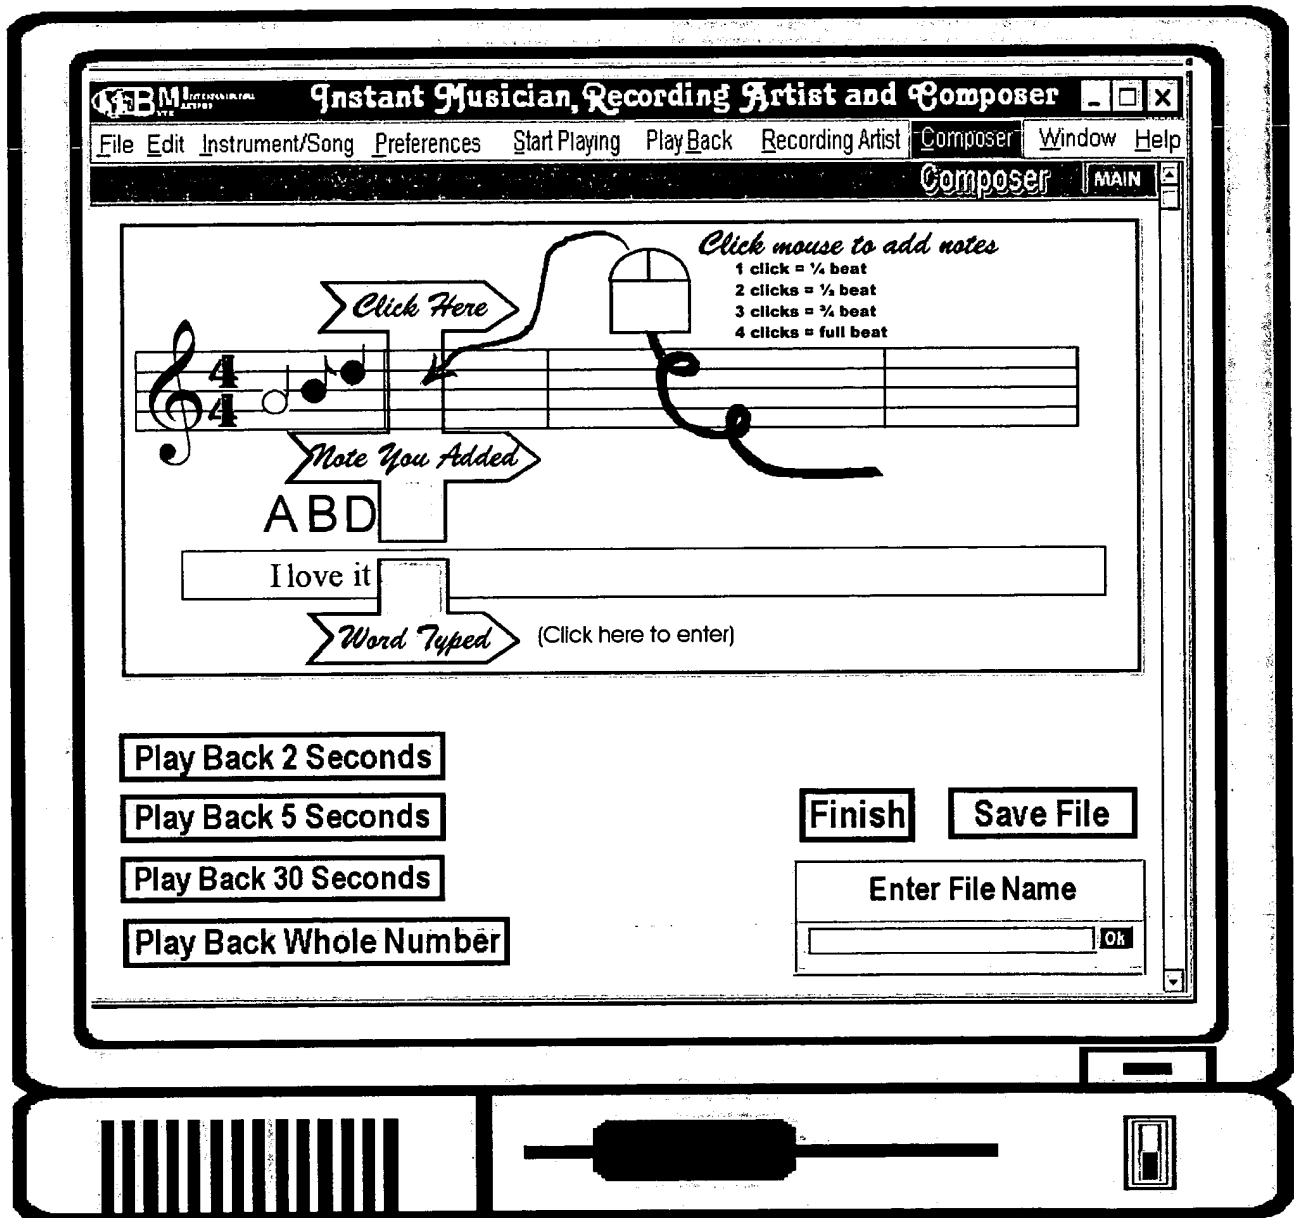 BMI INTERNATIONAL Instant Musician, Recording Artist and Composer
File Edit Instrument/Song Preferences Start Playing Play Back Recording Artist Composer Window Help
Composer MAIN
Click mouse to add notes
1 click = ¼ beat
2 clicks = ½ beat
3 clicks = ¾ beat
4 clicks = full beat
Click Here
4
4
Note You Added
A B D
I love it
Word Typed (Click here to enter)
Play Back 2 Seconds
Play Back 5 Seconds
Finish Save File
Play Back 30 Seconds
Enter File Name
Play Back Whole Number
Ok